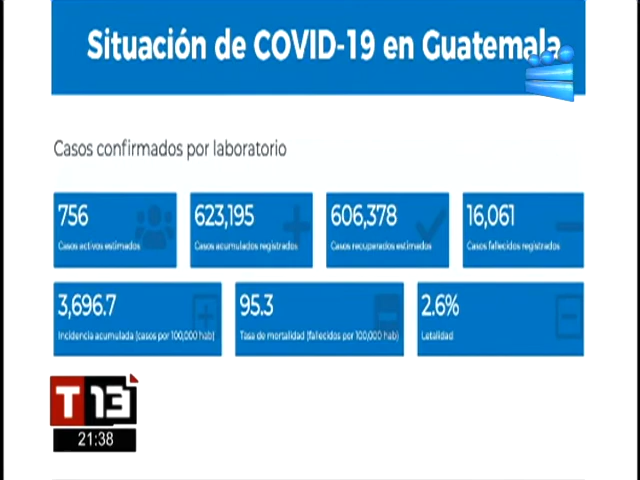 Situación de COVID-19 en Guatemala
Casos confirmados por laboratorio
756
Casos activos estimados
623,195
Casos acumulados registrados
606,378
Casos recuperados estimados
16,061
Casos fallecidos registrados
3,696.7
Incidencia acumulada (casos por 100,000 hab)
95.3
Tasa de mortalidad (fallecidos por 100,000 hab)
2.6%
Letalidad
T13
21:38